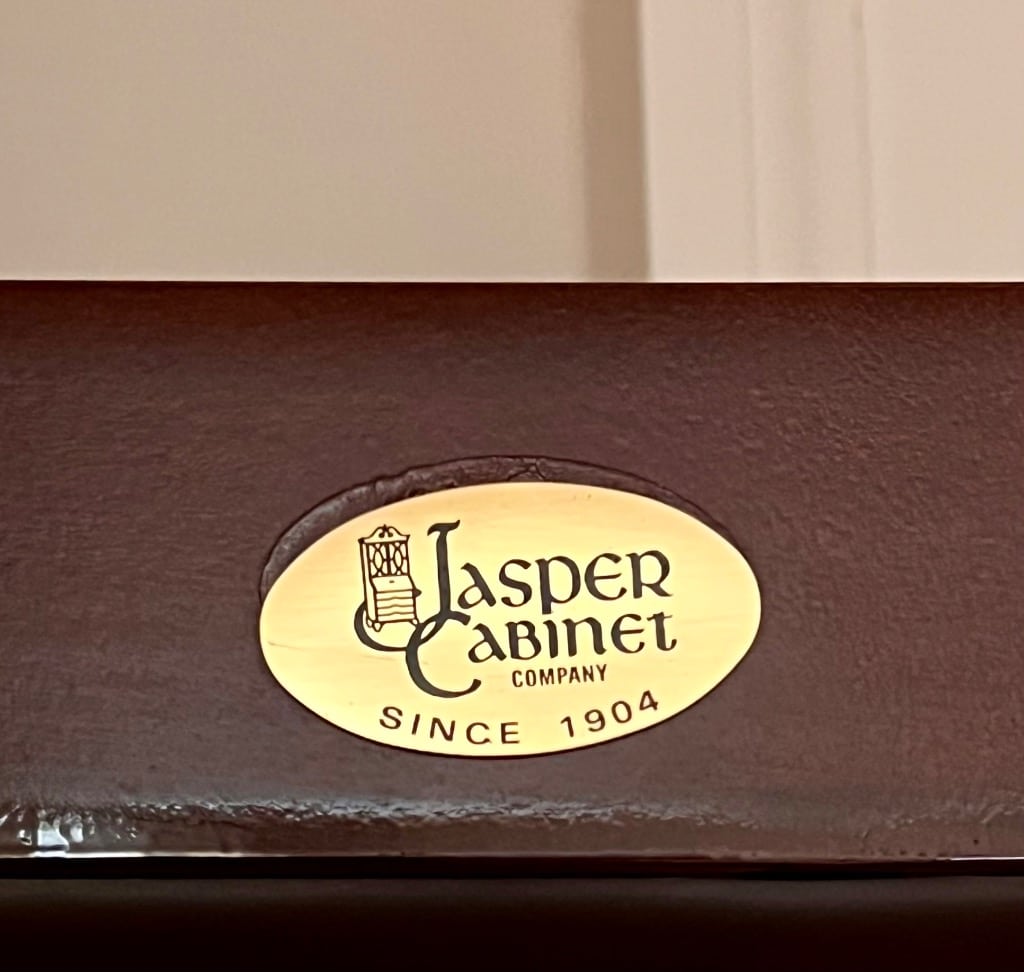 Jasper
Cabinet
COMPANY
SINCE 1904